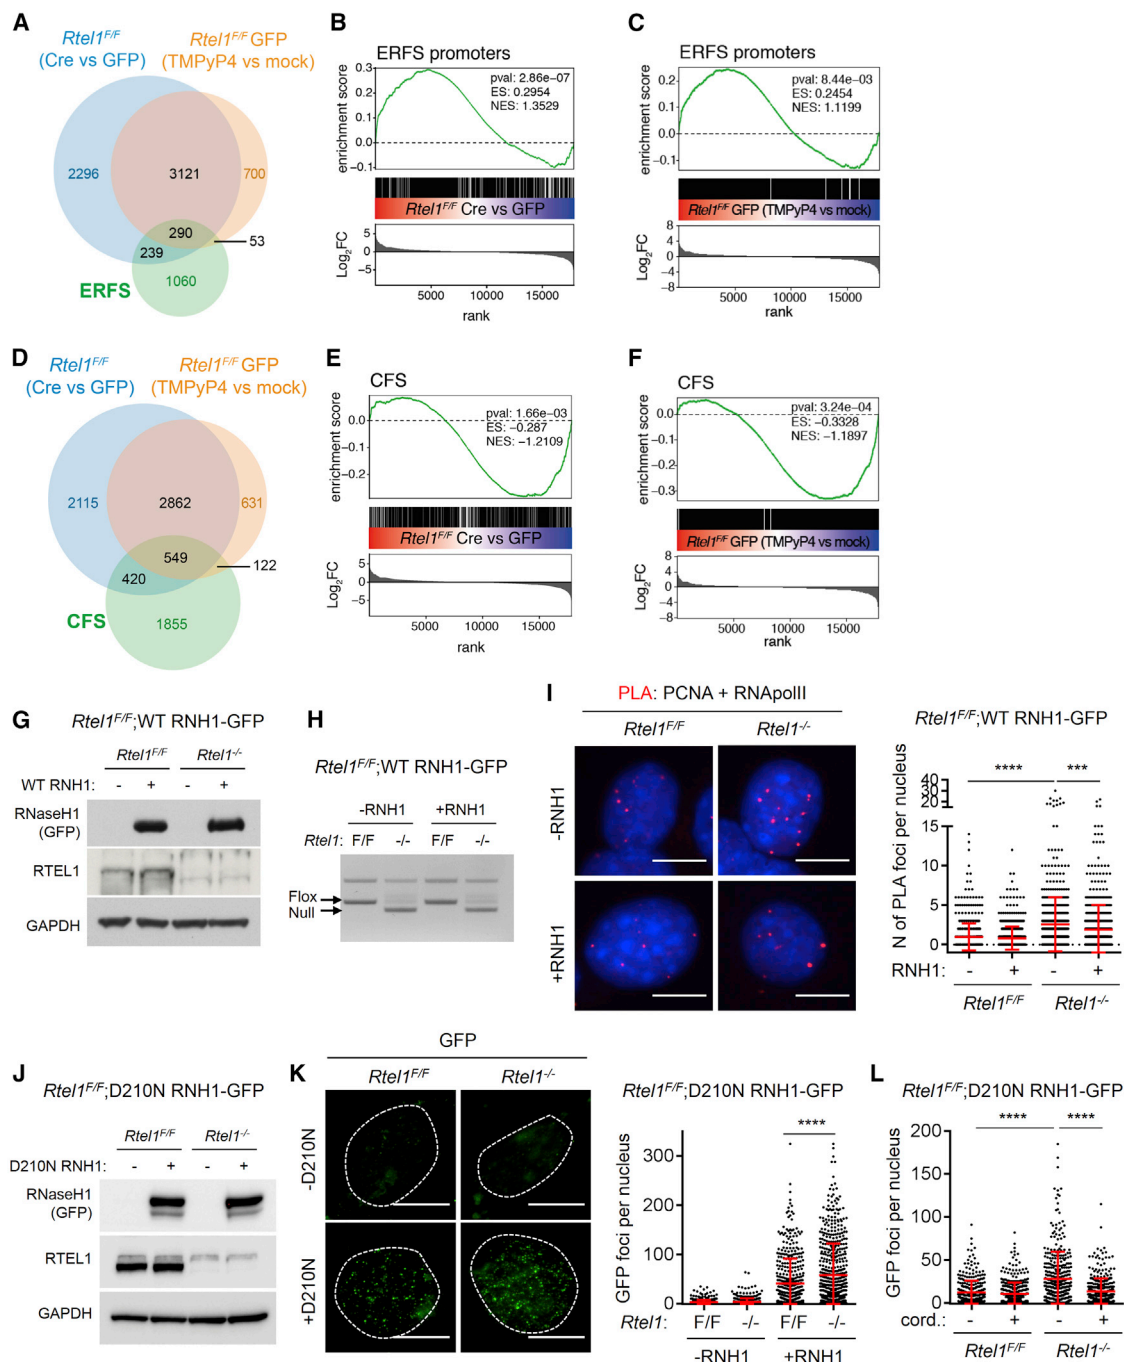 A
Rtel1F/F
(Cre vs GFP)
Rtel1F/F GFP
(TMPyP4 vs mock)
2296
3121
700
290
239
53
1060
ERFS
B
ERFS promoters
enrichment score
0.3
0.2
0.1
0.0
−0.1
pval: 2.86e−07
ES: 0.2954
NES: 1.3529
Rtel1F/F Cre vs GFP
Log2FC
5
0
−5
5000 10000 15000
rank
C
ERFS promoters
enrichment score
0.2
0.1
0.0
−0.1
pval: 8.44e−03
ES: 0.2454
NES: 1.1199
Rtel1F/F GFP (TMPyP4 vs mock)
Log2FC
8
4
0
−4
−8
5000 10000 15000
rank
D
Rtel1F/F
(Cre vs GFP)
Rtel1F/F GFP
(TMPyP4 vs mock)
2115
2862
631
549
420
122
CFS
1855
E
CFS
enrichment score
0.0
−0.1
−0.2
pval: 1.66e−03
ES: −0.287
NES: −1.2109
Rtel1F/F Cre vs GFP
Log2FC
5
0
−5
5000 10000 15000
rank
F
CFS
enrichment score
0.0
−0.1
−0.2
−0.3
pval: 3.24e−04
ES: −0.3328
NES: −1.1897
Rtel1F/F GFP (TMPyP4 vs mock)
Log2FC
8
4
0
−4
−8
5000 10000 15000
rank
G
Rtel1F/F;WT RNH1-GFP
Rtel1F/F Rtel1-/-
WT RNH1: - + - +
RNaseH1
(GFP)
RTEL1
GAPDH
H
Rtel1F/F;WT RNH1-GFP
-RNH1 +RNH1
Rtel1: F/F -/- F/F -/-
Flox
Null
I
PLA: PCNA + RNApolII
Rtel1F/F Rtel1-/-
-RNH1
+RNH1
Rtel1F/F;WT RNH1-GFP
**** ***
N of PLA foci per nucleus
40
30
20
15
10
5
0
RNH1: - + - +
Rtel1F/F Rtel1-/-
J
Rtel1F/F;D210N RNH1-GFP
Rtel1F/F Rtel1-/-
D210N RNH1: - + - +
RNaseH1
(GFP)
RTEL1
GAPDH
K
GFP
Rtel1F/F Rtel1-/-
-D210N
+D210N
Rtel1F/F;D210N RNH1-GFP
****
GFP foci per nucleus
300
200
100
0
Rtel1: F/F -/- F/F -/-
-RNH1 +RNH1
L
Rtel1F/F;D210N RNH1-GFP
**** ****
GFP foci per nucleus
200
150
100
50
0
cord.: - + - +
Rtel1F/F Rtel1-/-